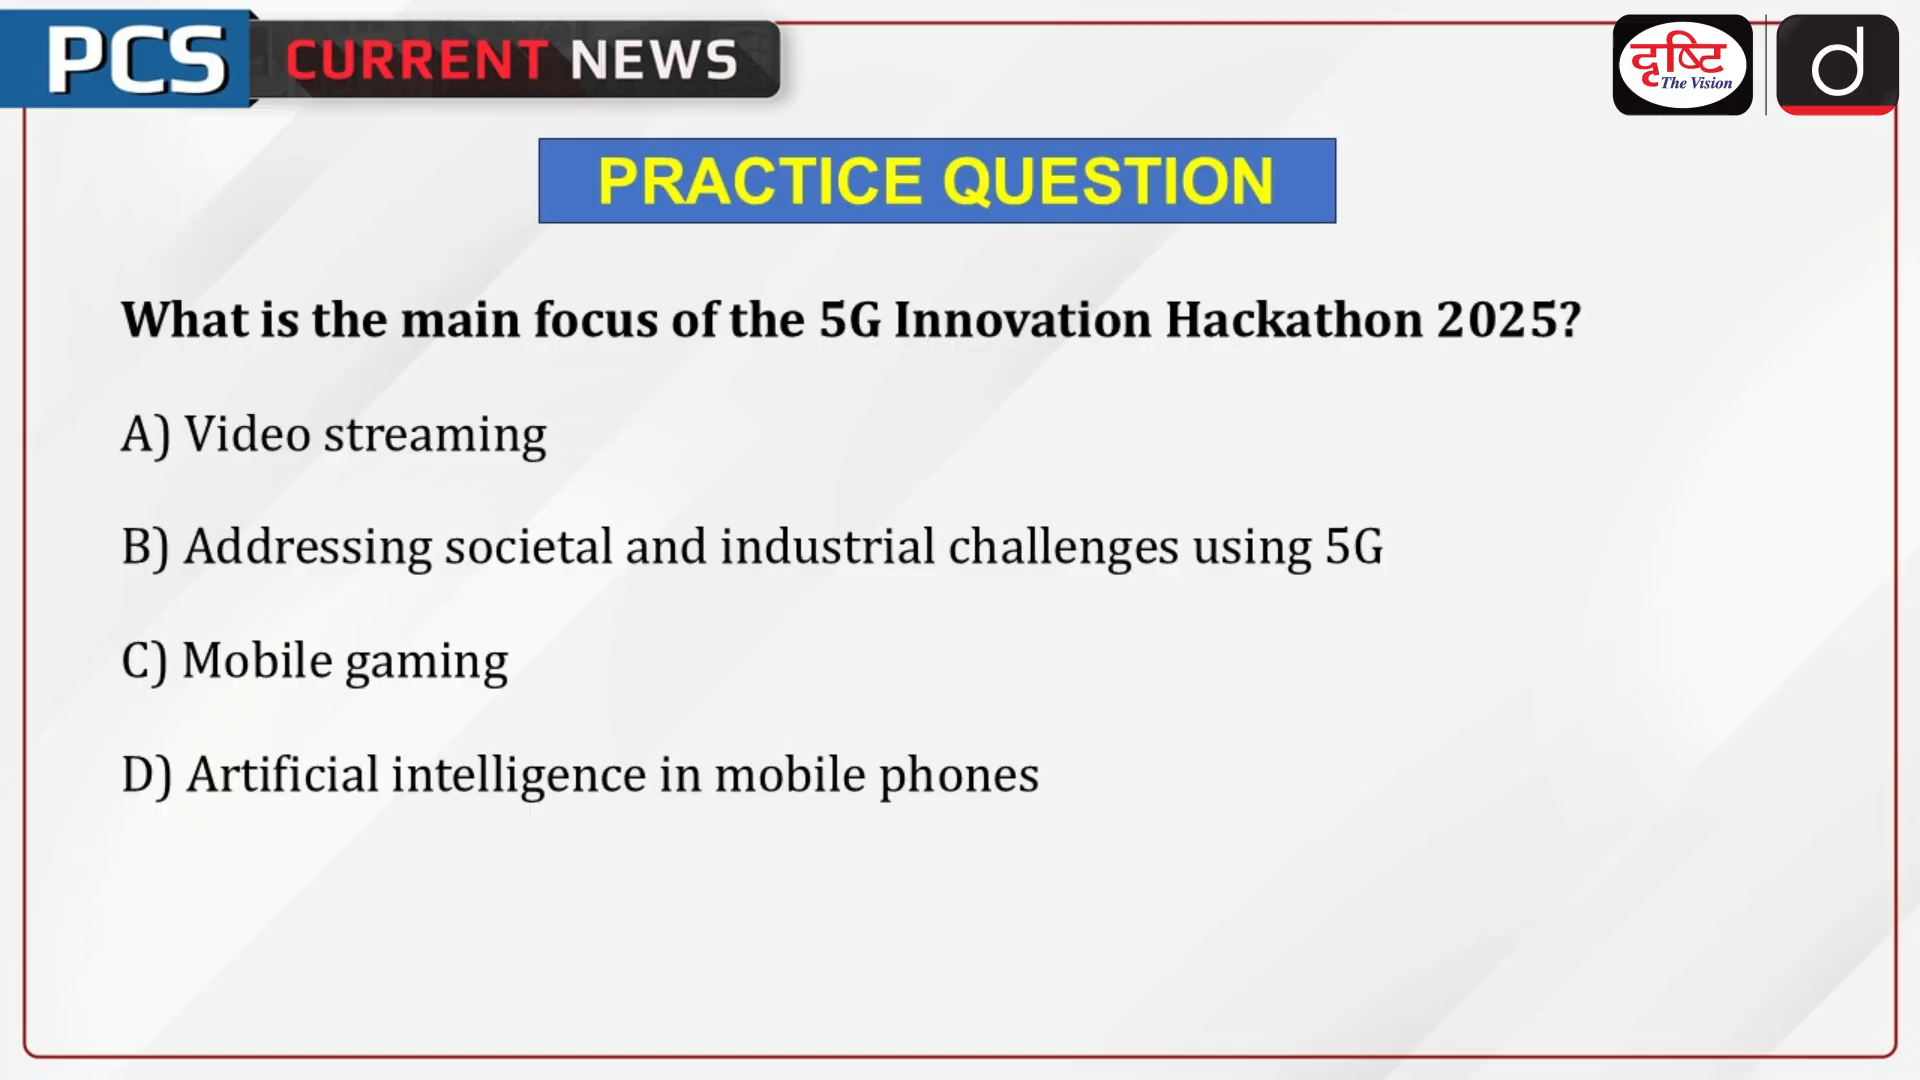 PCS CURRENT NEWS
दृष्टि
The Vision
d
PRACTICE QUESTION
What is the main focus of the 5G Innovation Hackathon 2025?
A) Video streaming
B) Addressing societal and industrial challenges using 5G
C) Mobile gaming
D) Artificial intelligence in mobile phones